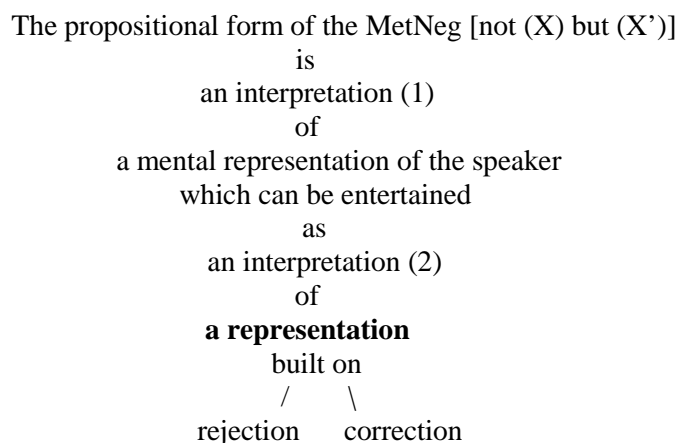 The propositional form of the MetNeg [not (X) but (X’)]
is
an interpretation (1)
of
a mental representation of the speaker
which can be entertained
as
an interpretation (2)
of
a representation
built on
/ \
rejection correction